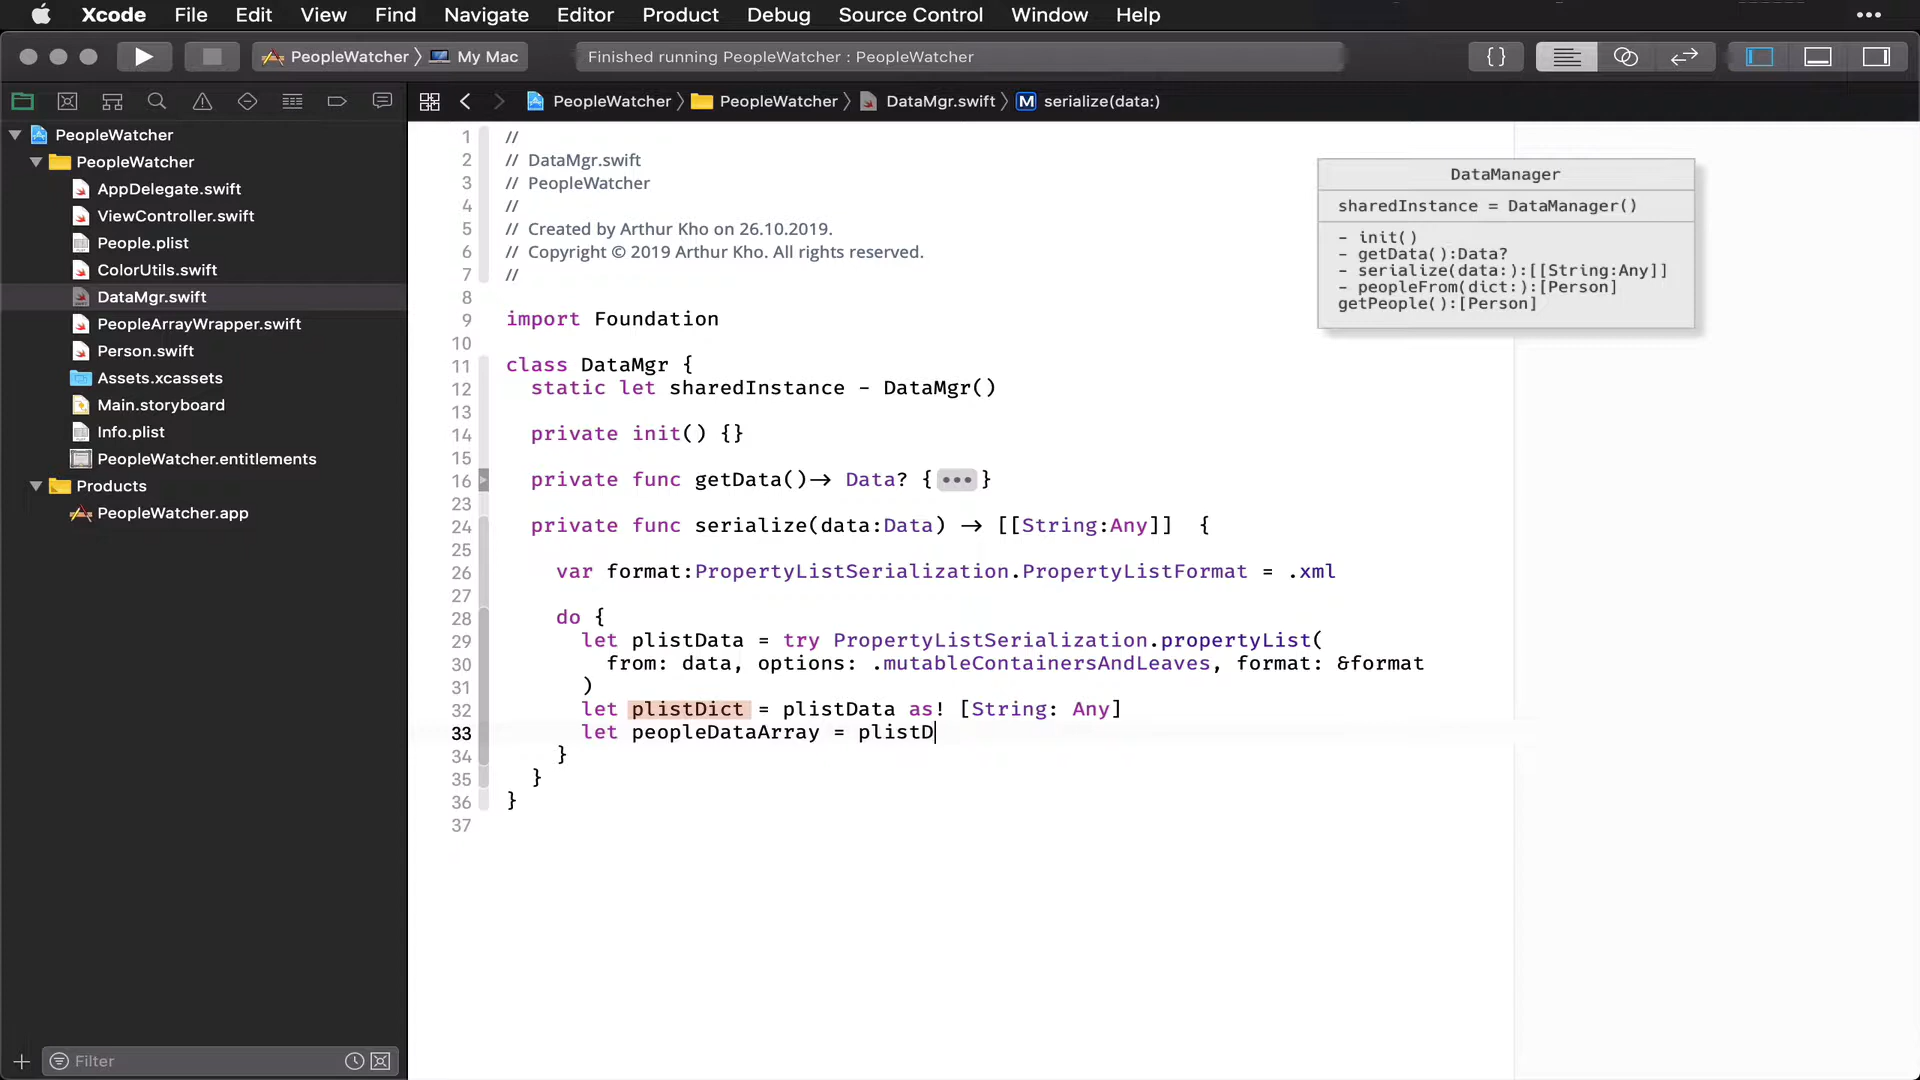 Xcode File Edit View Find Navigate Editor Product Debug Source Control Window Help
PeopleWatcher 〉 My Mac
Finished running PeopleWatcher : PeopleWatcher
{ }
PeopleWatcher 〉 PeopleWatcher 〉 DataMgr.swift 〉 M serialize(data:)
PeopleWatcher
PeopleWatcher
AppDelegate.swift
ViewController.swift
People.plist
ColorUtils.swift
DataMgr.swift
PeopleArrayWrapper.swift
Person.swift
Assets.xcassets
Main.storyboard
Info.plist
PeopleWatcher.entitlements
Products
PeopleWatcher.app
Filter
1 //
2 // DataMgr.swift
3 // PeopleWatcher
4 //
5 // Created by Arthur Kho on 26.10.2019.
6 // Copyright © 2019 Arthur Kho. All rights reserved.
7 //
8
9 import Foundation
10
11 class DataMgr {
12 static let sharedInstance - DataMgr()
13
14 private init() {}
15
16 private func getData()→ Data? {•••}
23
24 private func serialize(data:Data) → [[String:Any]] {
25
26 var format:PropertyListSerialization.PropertyListFormat = .xml
27
28 do {
29 let plistData = try PropertyListSerialization.propertyList(
30 from: data, options: .mutableContainersAndLeaves, format: &format
31 )
32 let plistDict = plistData as! [String: Any]
33 let peopleDataArray = plistD
34 }
35 }
36 }
37
DataManager
sharedInstance = DataManager()
- init()
- getData():Data?
- serialize(data:):[[String:Any]]
- peopleFrom(dict:):[Person]
getPeople():[Person]